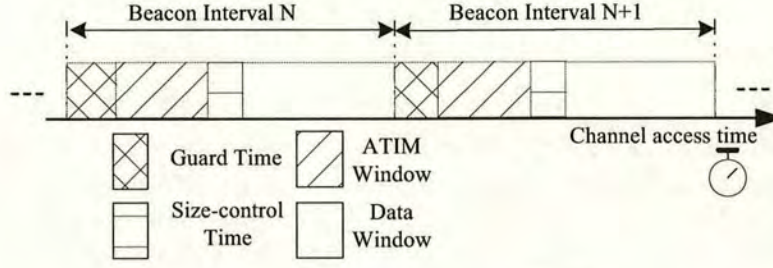 Beacon Interval N
Beacon Interval N+1
Channel access time
Guard Time
ATIM
Window
Size-control
Time
Data
Window